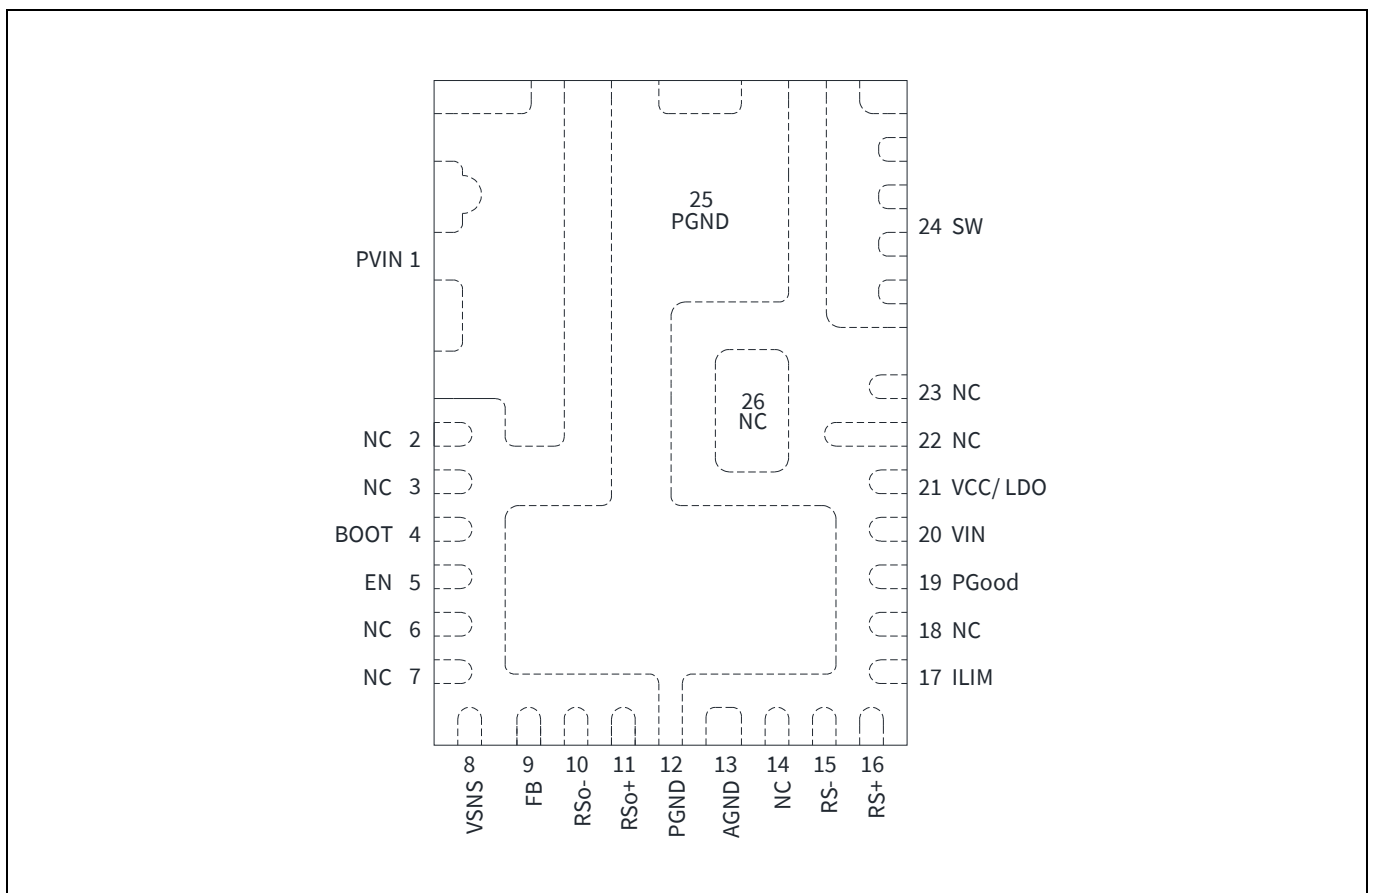 25
PGND
24 SW
PVIN 1
23 NC
26
NC
NC 2
22 NC
NC 3
21 VCC/ LDO
BOOT 4
20 VIN
EN 5
19 PGood
NC 6
18 NC
NC 7
17 ILIM
8 9 10 11 12 13 14 15 16
VSNS
FB
RSo-
RSo+
PGND
AGND
NC
RS-
RS+